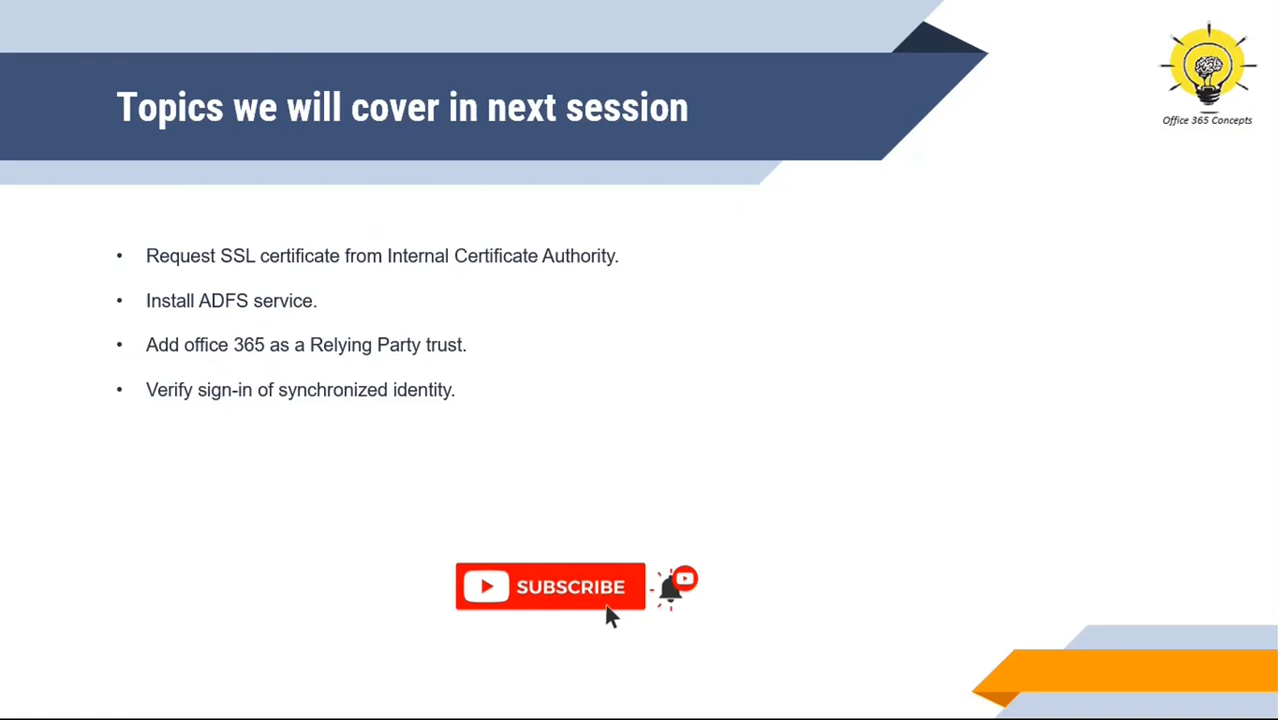 Topics we will cover in next session
Office 365 Concepts
• Request SSL certificate from Internal Certificate Authority.
• Install ADFS service.
• Add office 365 as a Relying Party trust.
• Verify sign-in of synchronized identity.
SUBSCRIBE